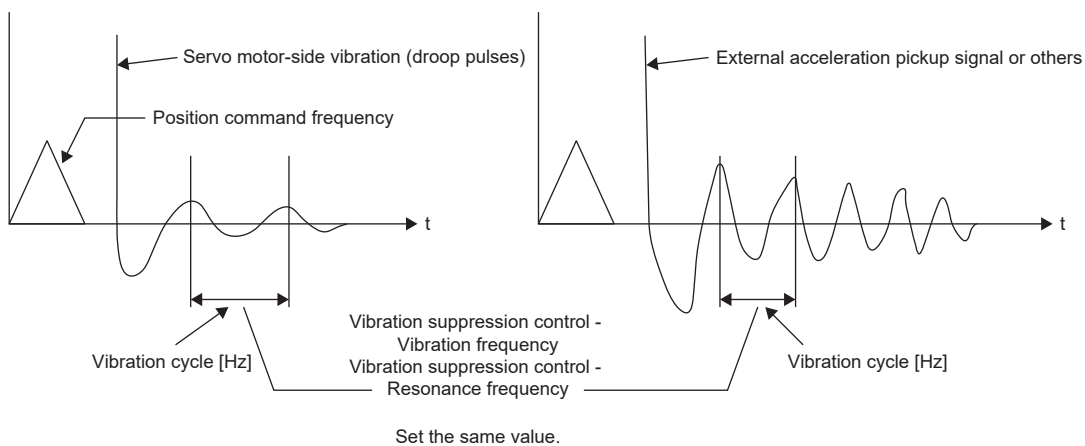 Servo motor-side vibration (droop pulses)
Position command frequency
t
Vibration cycle [Hz]
External acceleration pickup signal or others
t
Vibration cycle [Hz]
Vibration suppression control -
Vibration frequency
Vibration suppression control -
Resonance frequency
Set the same value.